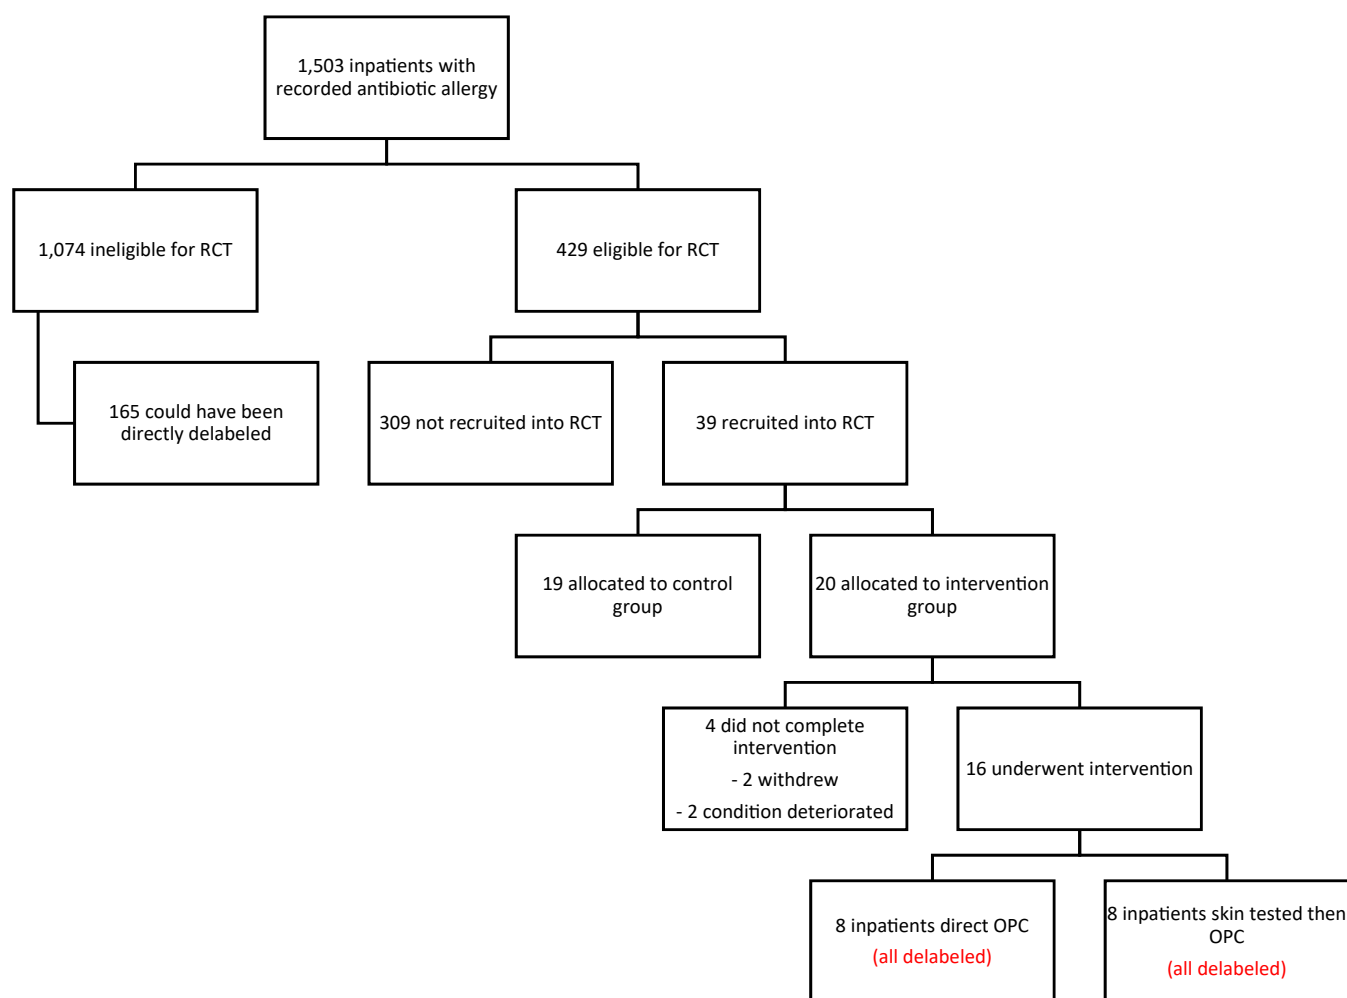 1,503 inpatients with
recorded antibiotic allergy
1,074 ineligible for RCT
429 eligible for RCT
165 could have been
directly delabeled
309 not recruited into RCT
39 recruited into RCT
19 allocated to control
group
20 allocated to intervention
group
4 did not complete
intervention
- 2 withdrew
- 2 condition deteriorated
16 underwent intervention
8 inpatients direct OPC
(all delabeled)
8 inpatients skin tested then
OPC
(all delabeled)